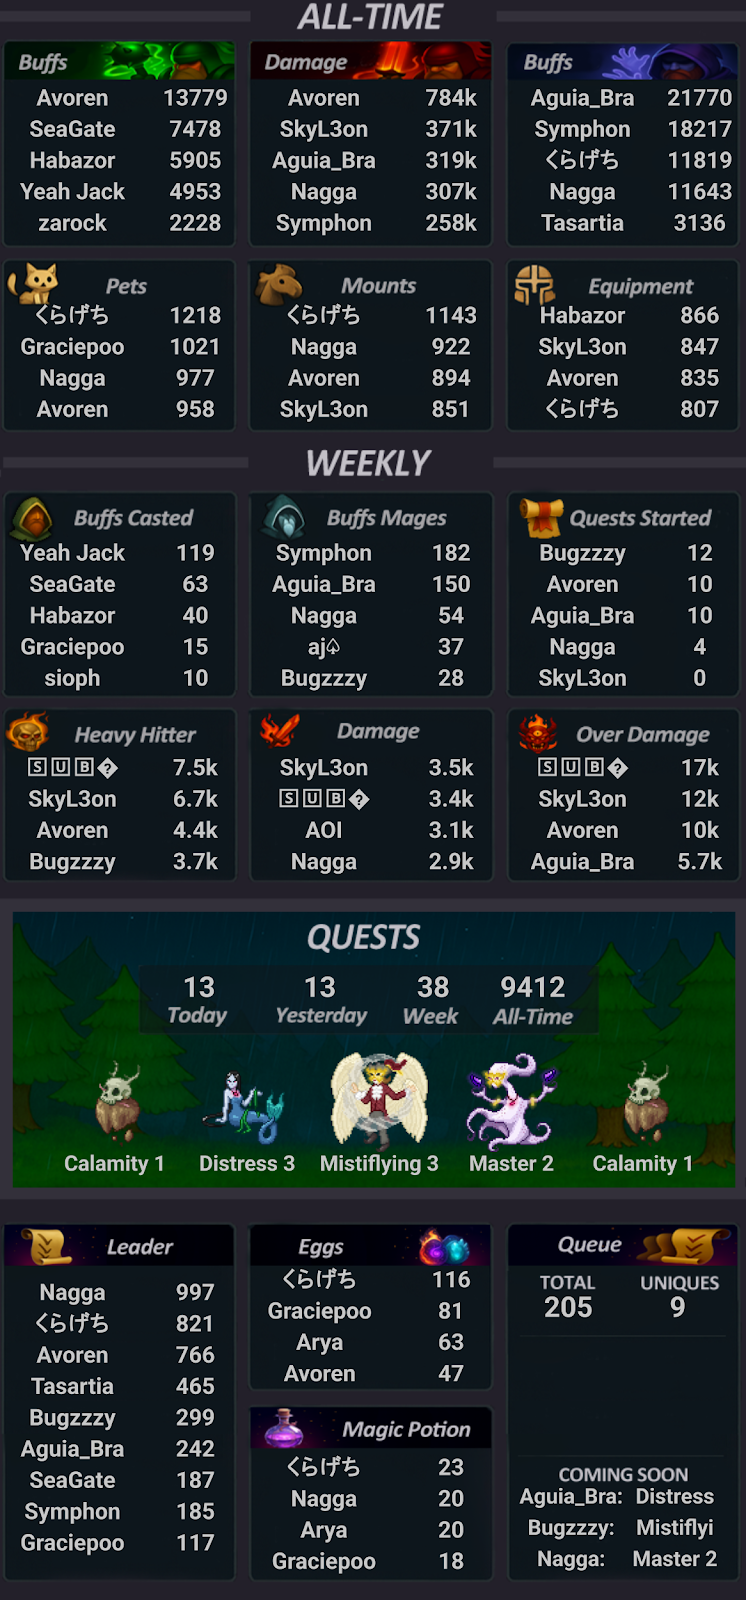 ALL-TIME
Buffs
Avoren 13779
SeaGate 7478
Habazor 5905
Yeah Jack 4953
zarock 2228
Damage
Avoren 784k
SkyL3on 371k
Aguia_Bra 319k
Nagga 307k
Symphon 258k
Buffs
Aguia_Bra 21770
Symphon 18217
くらげち 11819
Nagga 11643
Tasartia 3136
Pets
くらげち 1218
Graciepoo 1021
Nagga 977
Avoren 958
Mounts
くらげち 1143
Nagga 922
Avoren 894
SkyL3on 851
Equipment
Habazor 866
SkyL3on 847
Avoren 835
くらげち 807
WEEKLY
Buffs Casted
Yeah Jack 119
SeaGate 63
Habazor 40
Graciepoo 15
sioph 10
Buffs Mages
Symphon 182
Aguia_Bra 150
Nagga 54
aj♤ 37
Bugzzzy 28
Quests Started
Bugzzzy 12
Avoren 10
Aguia_Bra 10
Nagga 4
SkyL3on 0
Heavy Hitter
🅂🅄🄱� 7.5k
SkyL3on 6.7k
Avoren 4.4k
Bugzzzy 3.7k
Damage
SkyL3on 3.5k
🅂🅄🄱� 3.4k
AOI 3.1k
Nagga 2.9k
Over Damage
🅂🅄🄱� 17k
SkyL3on 12k
Avoren 10k
Aguia_Bra 5.7k
QUESTS
13 13 38 9412
Today Yesterday Week All-Time
Calamity 1 Distress 3 Mistiflying 3 Master 2 Calamity 1
Leader
Nagga 997
くらげち 821
Avoren 766
Tasartia 465
Bugzzzy 299
Aguia_Bra 242
SeaGate 187
Symphon 185
Graciepoo 117
Eggs
くらげち 116
Graciepoo 81
Arya 63
Avoren 47
Magic Potion
くらげち 23
Nagga 20
Arya 20
Graciepoo 18
Queue
TOTAL UNIQUES
205 9
COMING SOON
Aguia_Bra: Distress
Bugzzzy: Mistiflyi
Nagga: Master 2